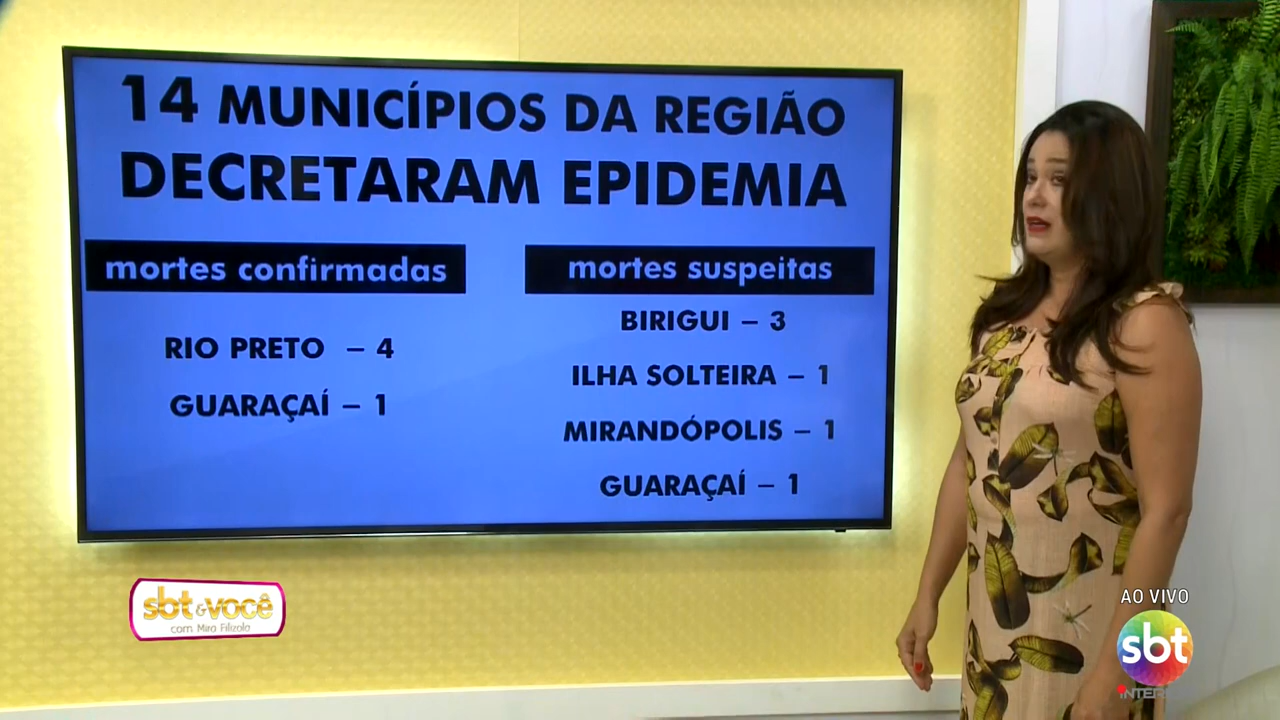 14 MUNICÍPIOS DA REGIÃO
DECRETARAM EPIDEMIA
mortes confirmadas
RIO PRETO – 4
GUARAÇAÍ – 1
mortes suspeitas
BIRIGUI – 3
ILHA SOLTEIRA – 1
MIRANDÓPOLIS – 1
GUARAÇAÍ – 1
sbt & você
com Mira Filizola
AO VIVO
sbt